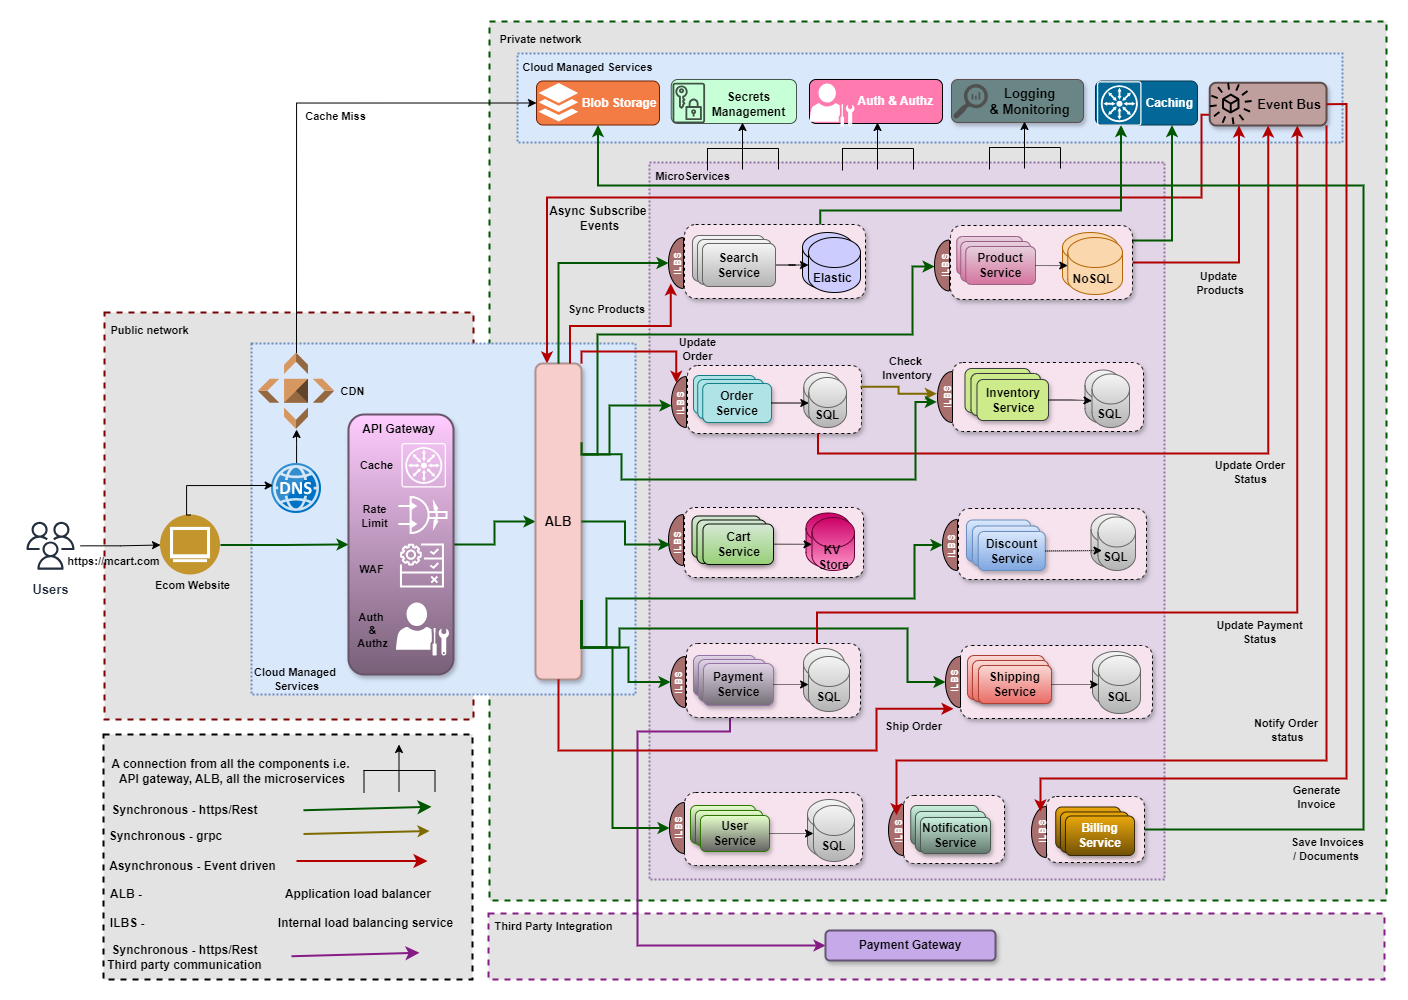 Private network
Cloud Managed Services
Blob Storage
Secrets
Management
Auth & Authz
Logging
& Monitoring
Caching
Event Bus
Cache Miss
MicroServices
Async Subscribe
Events
ILBS
Search
Service
Elastic
ILBS
Product
Service
NoSQL
Update
Products
Sync Products
Public network
Update
Order
Check
Inventory
CDN
ILBS
Order
Service
SQL
ILBS
Inventory
Service
SQL
API Gateway
Cache
Update Order
Status
DNS
Rate
Limit
ALB
ILBS
Cart
Service
KV
Store
ILBS
Discount
Service
SQL
https://mcart.com
Users
Ecom Website
WAF
Auth
&
Authz
Update Payment
Status
Cloud Managed
Services
ILBS
Payment
Service
SQL
ILBS
Shipping
Service
SQL
Ship Order
Notify Order
status
A connection from all the components i.e.
API gateway, ALB, all the microservices
Generate
Invoice
Synchronous - https/Rest
Synchronous - grpc
Asynchronous - Event driven
ALB -
Application load balancer
ILBS -
Internal load balancing service
Synchronous - https/Rest
Third party communication
ILBS
User
Service
SQL
ILBS
Notification
Service
ILBS
Billing
Service
Save Invoices
/ Documents
Third Party Integration
Payment Gateway